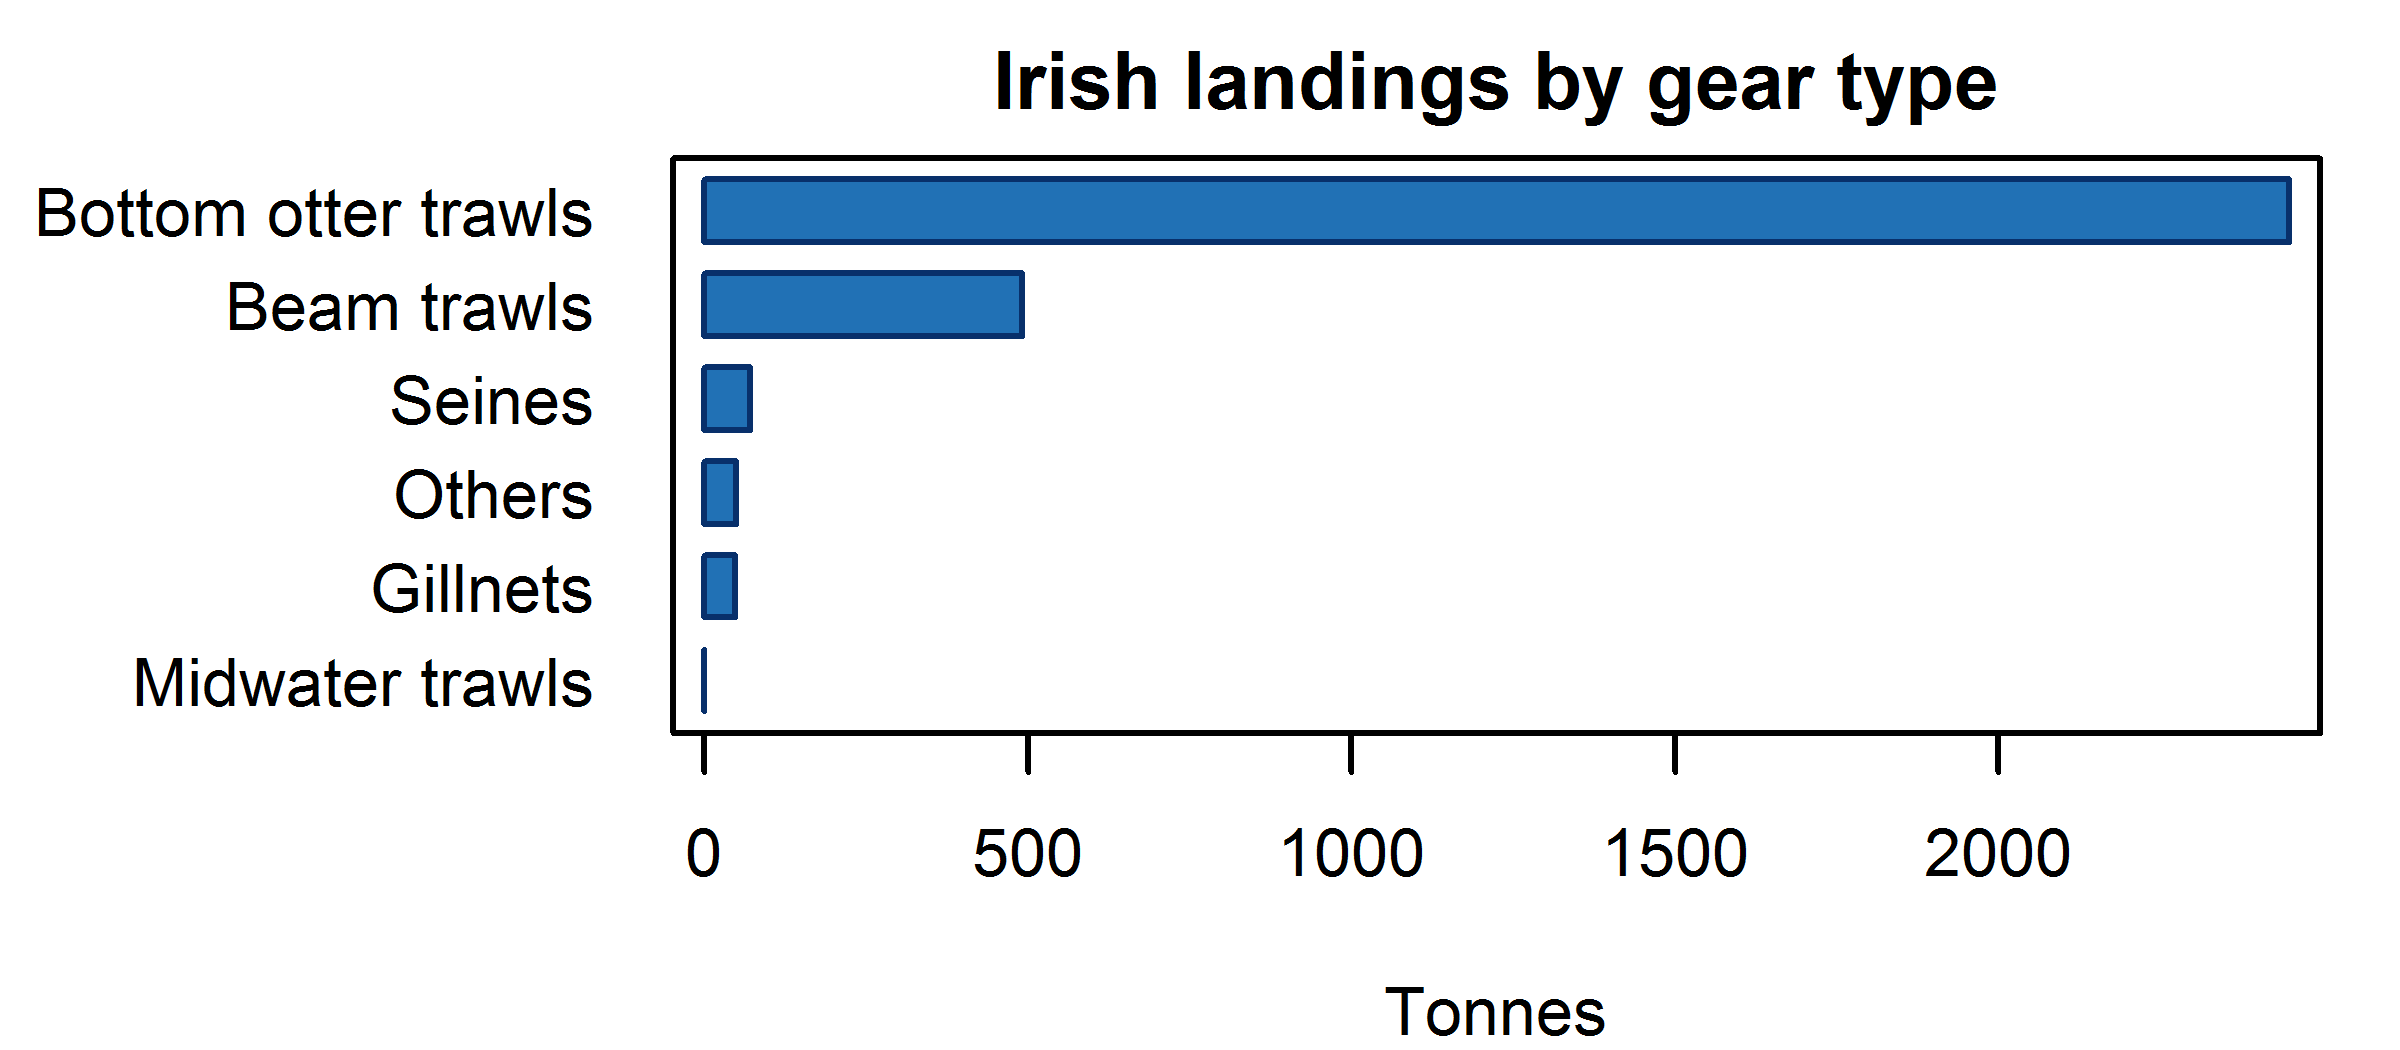 Irish landings by gear type
Bottom otter trawls
Beam trawls
Seines
Others
Gillnets
Midwater trawls
0 500 1000 1500 2000
Tonnes